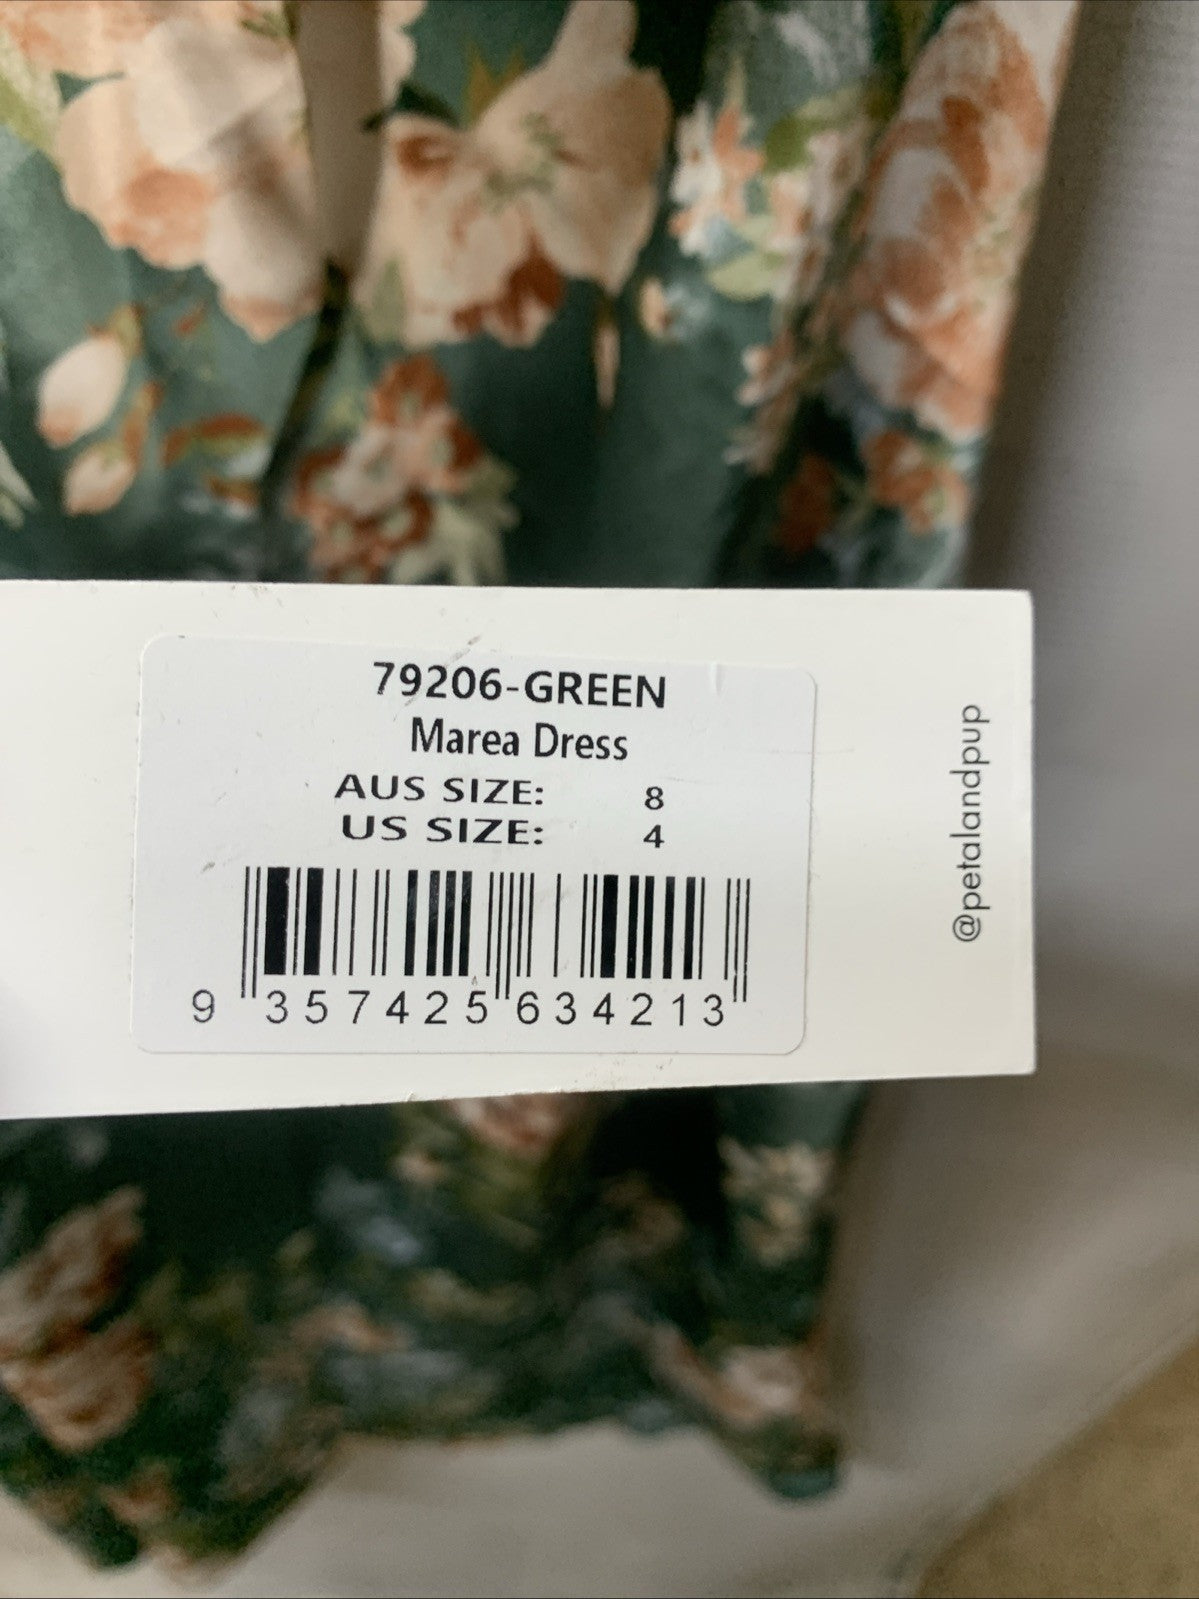 79206-GREEN
Marea Dress
AUS SIZE: 8
US SIZE: 4
9 357425 634213
@petalandpup